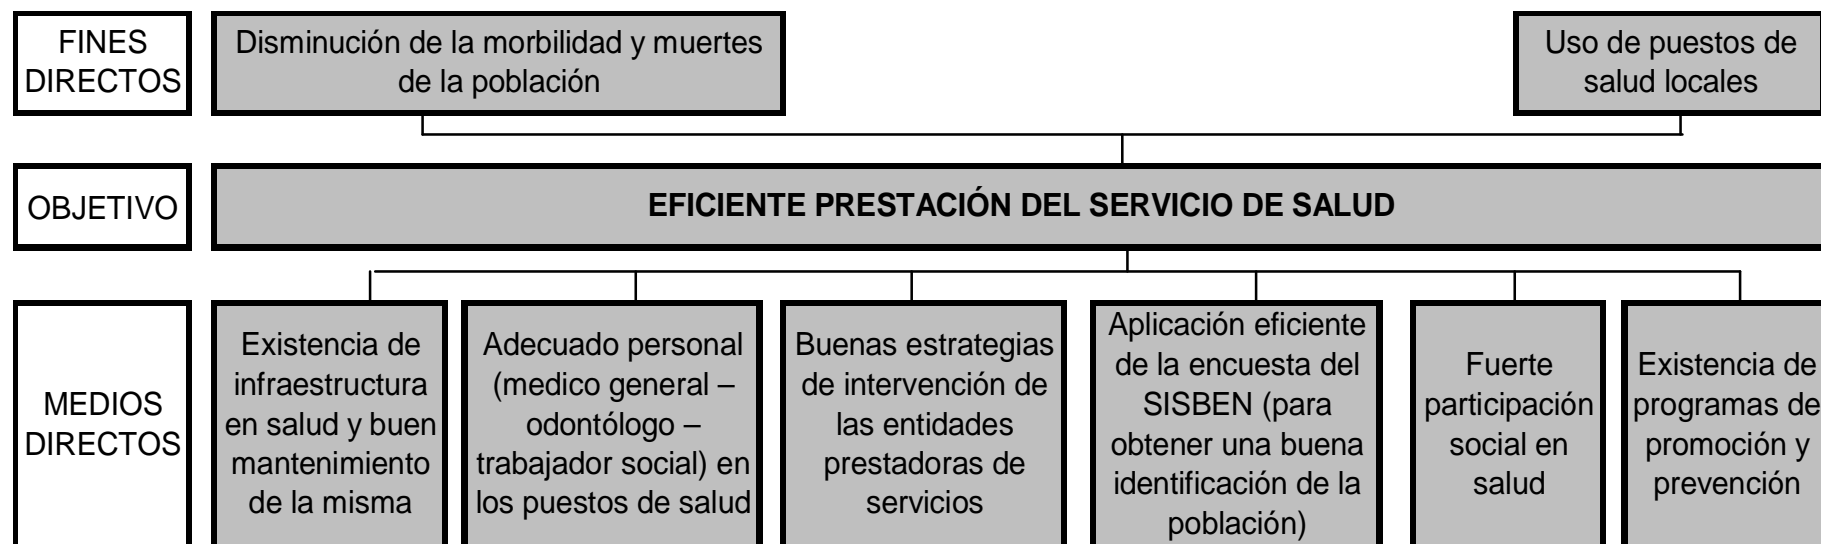 FINES
DIRECTOS
Disminución de la morbilidad y muertes
de la población
Uso de puestos de
salud locales
OBJETIVO
EFICIENTE PRESTACIÓN DEL SERVICIO DE SALUD
MEDIOS
DIRECTOS
Existencia de
infraestructura
en salud y buen
mantenimiento
de la misma
Adecuado personal
(medico general –
odontólogo –
trabajador social) en
los puestos de salud
Buenas estrategias
de intervención de
las entidades
prestadoras de
servicios
Aplicación eficiente
de la encuesta del
SISBEN (para
obtener una buena
identificación de la
población)
Fuerte
participación
social en
salud
Existencia de
programas de
promoción y
prevención